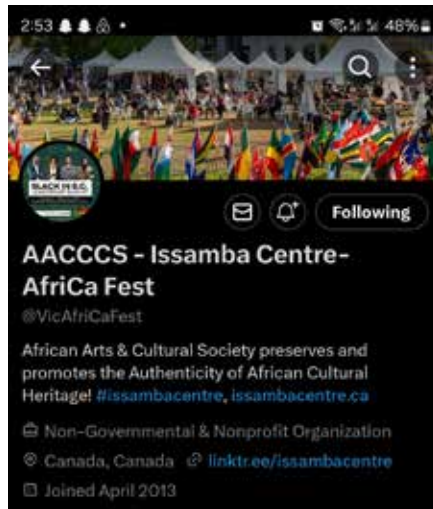 2:53
48%
BLACK IN B.C.
Following
AACCCS - Issamba Centre-
AfriCa Fest
@VicAfriCaFest
African Arts & Cultural Society preserves and
promotes the Authenticity of African Cultural
Heritage! #issambacentre, issambacentre.ca
Non-Governmental & Nonprofit Organization
Canada, Canada linktr.ee/issambacentre
Joined April 2013